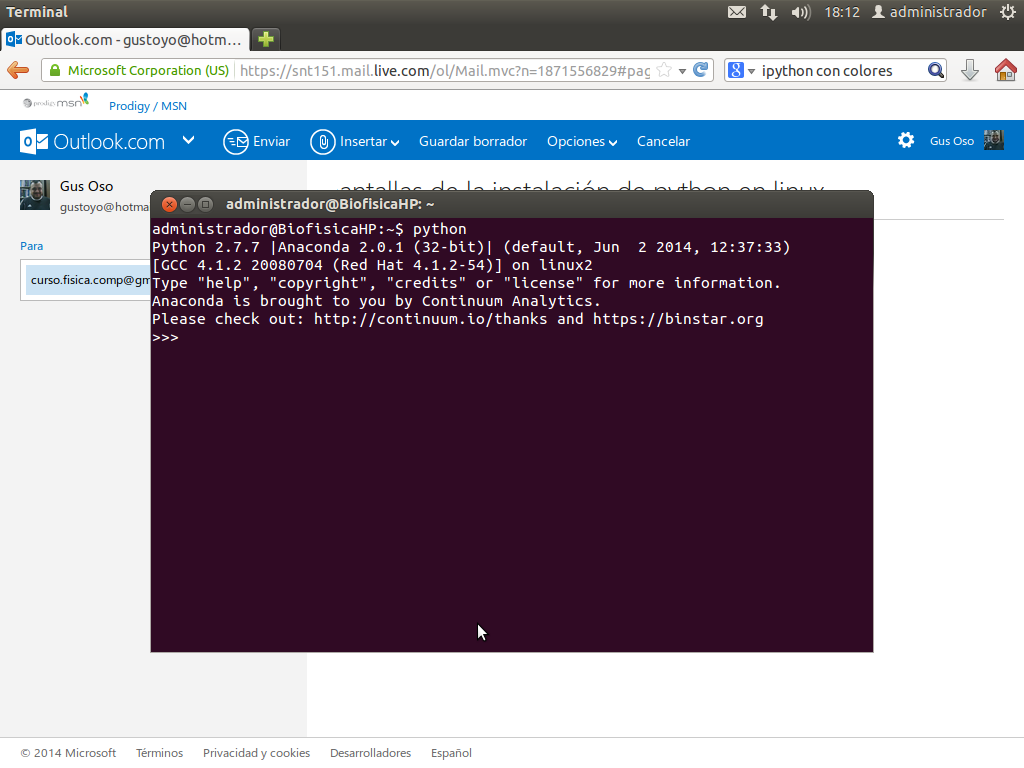 Terminal
18:12 administrador
Outlook.com - gustoyo@hotm...
Microsoft Corporation (US) https://snt151.mail.live.com/ol/Mail.mvc?n=1871556829#pag
ipython con colores
prodigy msn Prodigy / MSN
Outlook.com Enviar Insertar Guardar borrador Opciones Cancelar Gus Oso
Gus Oso
gustoyo@hotma
antallas de la instalación de python en linux
Para
curso.fisica.comp@gm
administrador@BiofisicaHP: ~
administrador@BiofisicaHP:~$ python
Python 2.7.7 |Anaconda 2.0.1 (32-bit)| (default, Jun  2 2014, 12:37:33)
[GCC 4.1.2 20080704 (Red Hat 4.1.2-54)] on linux2
Type "help", "copyright", "credits" or "license" for more information.
Anaconda is brought to you by Continuum Analytics.
Please check out: http://continuum.io/thanks and https://binstar.org
>>>
© 2014 Microsoft Términos Privacidad y cookies Desarrolladores Español